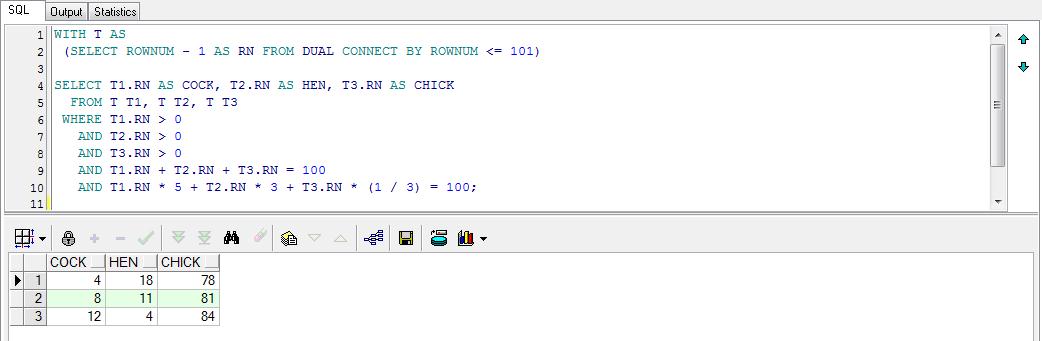 SQL Output Statistics
1 WITH T AS
2 (SELECT ROWNUM - 1 AS RN FROM DUAL CONNECT BY ROWNUM <= 101)
3
4 SELECT T1.RN AS COCK, T2.RN AS HEN, T3.RN AS CHICK
5 FROM T T1, T T2, T T3
6 WHERE T1.RN > 0
7 AND T2.RN > 0
8 AND T3.RN > 0
9 AND T1.RN + T2.RN + T3.RN = 100
10 AND T1.RN * 5 + T2.RN * 3 + T3.RN * (1 / 3) = 100;
11
COCK HEN CHICK
1 4 18 78
2 8 11 81
3 12 4 84